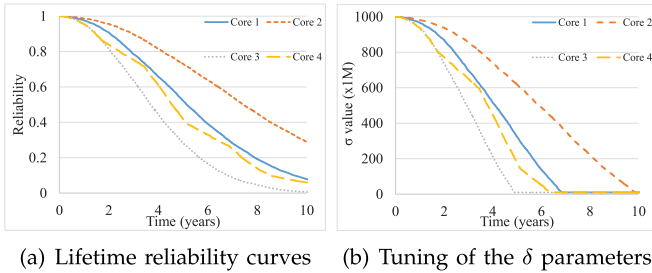 1
0.8
0.6
0.4
0.2
0
Reliability
Core 1 Core 2
Core 3 Core 4
0 2 4 6 8 10
Time (years)
(a) Lifetime reliability curves
1000
800
600
400
200
0
σ value (x1M)
Core 1 Core 2
Core 3 Core 4
0 2 4 6 8 10
Time (years)
(b) Tuning of the δ parameters